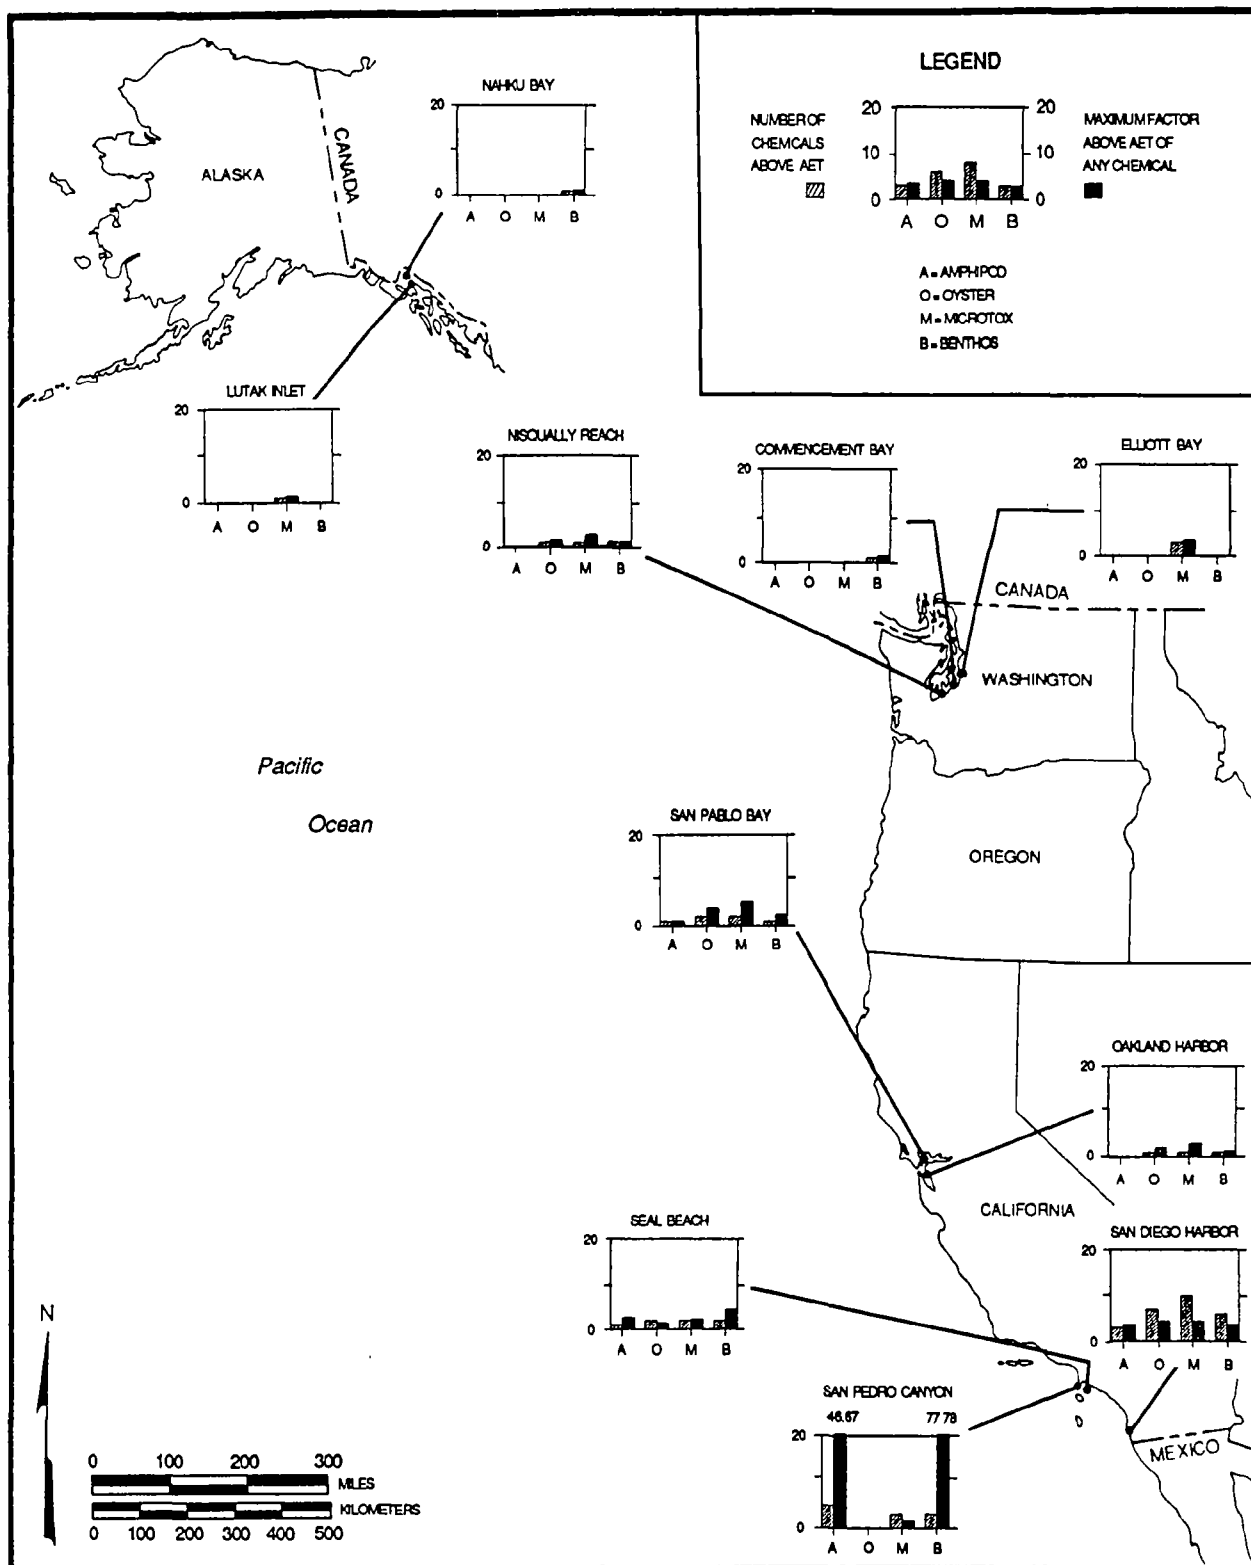 LEGEND
NUMBER OF
CHEMCALS
ABOVE AET
20
10
0
A O M B
20
10
0
MAXIMUM FACTOR
ABOVE AET OF
ANY CHEMICAL
A = AMPHIPOD
O = OYSTER
M = MICROTOX
B = BENTHOS
NAHKU BAY
20
0
A O M B
ALASKA
CANADA
LUTAK INLET
20
0
A O M B
NISQUALLY REACH
20
0
A O M B
COMMENCEMENT BAY
20
0
A O M B
ELLIOTT BAY
20
0
A O M B
CANADA
WASHINGTON
Pacific
Ocean
OREGON
SAN PABLO BAY
20
0
A O M B
OAKLAND HARBOR
20
0
A O M B
CALIFORNIA
SEAL BEACH
20
0
A O M B
SAN DIEGO HARBOR
20
0
A O M B
SAN PEDRO CANYON
46.67 77 78
20
0
A O M B
MEXICO
N
0 100 200 300
MILES
KILOMETERS
0 100 200 300 400 500